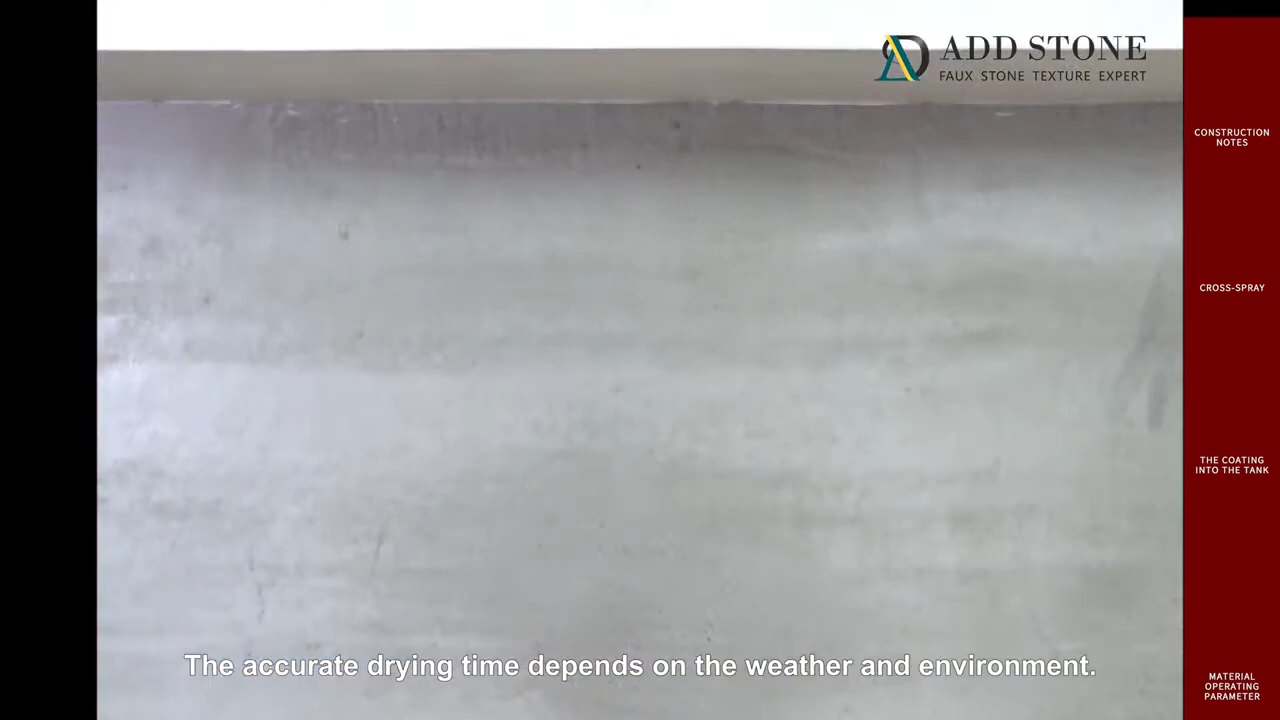 ADD STONE
FAUX STONE TEXTURE EXPERT
CONSTRUCTION
NOTES
CROSS-SPRAY
THE COATING
INTO THE TANK
The accurate drying time depends on the weather and environment.
MATERIAL
OPERATING
PARAMETER